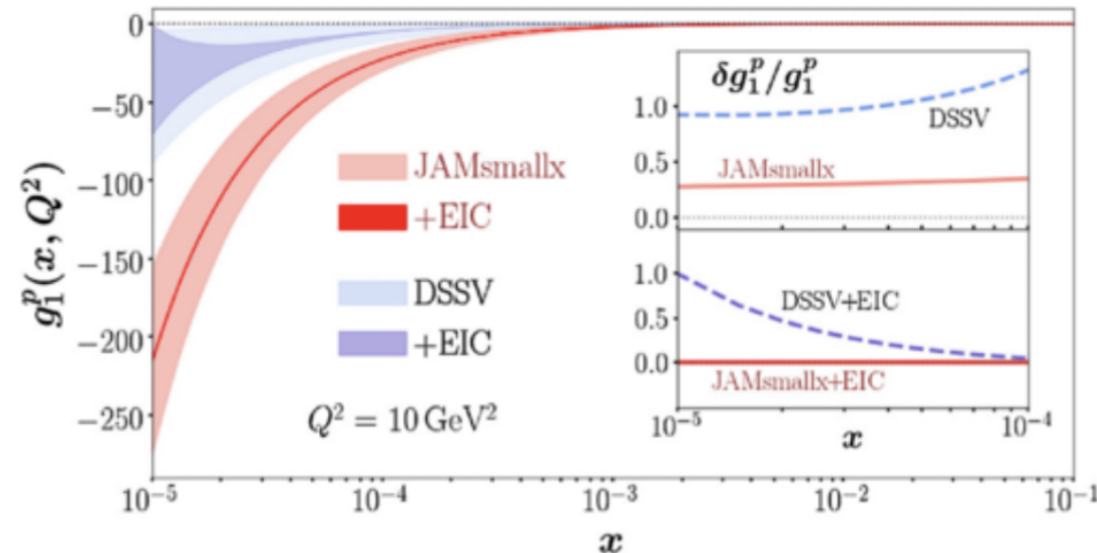 0
−50
−100
−150
−200
−250
g₁ᵖ(x, Q²)
JAMsmallx
+EIC
DSSV
+EIC
Q² = 10 GeV²
10⁻⁵
10⁻⁴
10⁻³
10⁻²
10⁻¹
x
δg₁ᵖ/g₁ᵖ
1.0
0.5
0.0
DSSV
JAMsmallx
1.0
0.5
0.0
DSSV+EIC
JAMsmallx+EIC
10⁻⁵
x
10⁻⁴